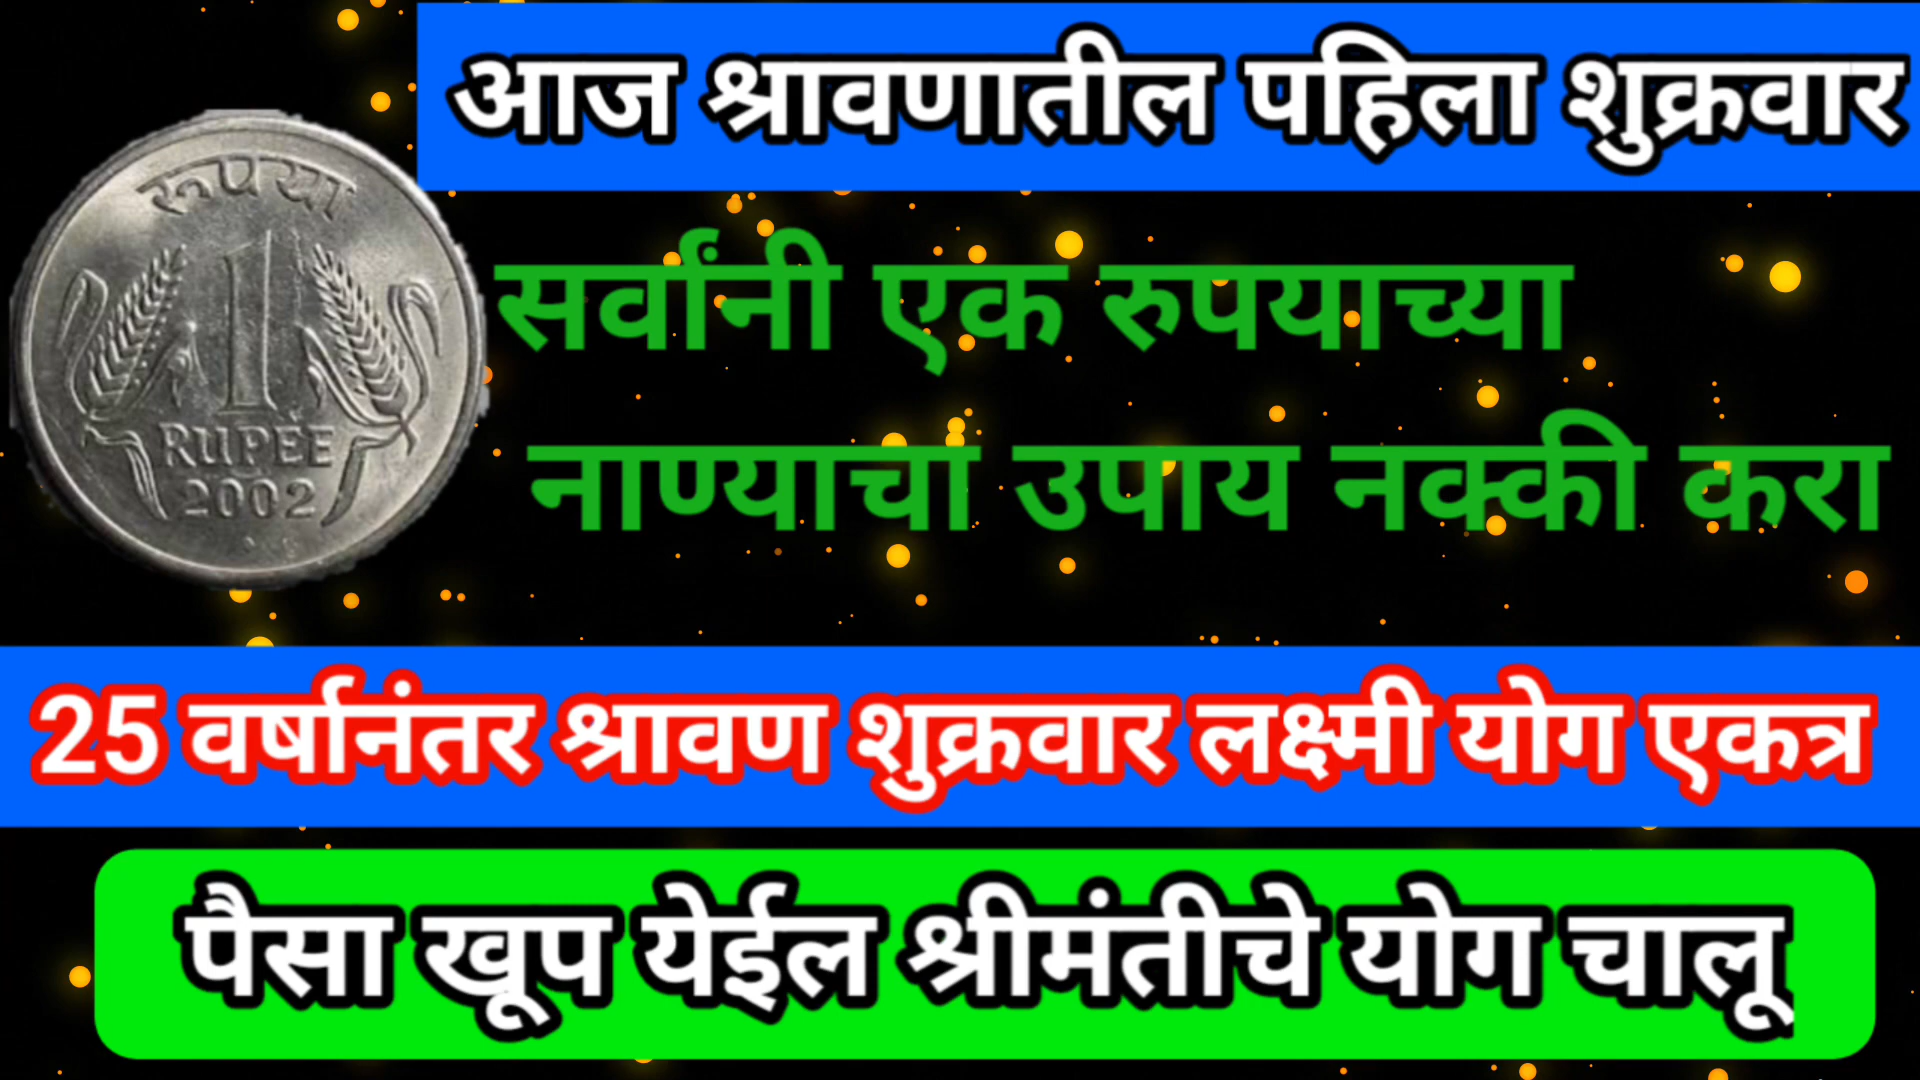 आज श्रावणातील पहिला शुक्रवार
रूपया
1
RUPEE
2002
सर्वांनी एक रुपयाच्या
नाण्याचा उपाय नक्की करा
25 वर्षानंतर श्रावण शुक्रवार लक्ष्मी योग एकत्र
पैसा खूप येईल श्रीमंतीचे योग चालू